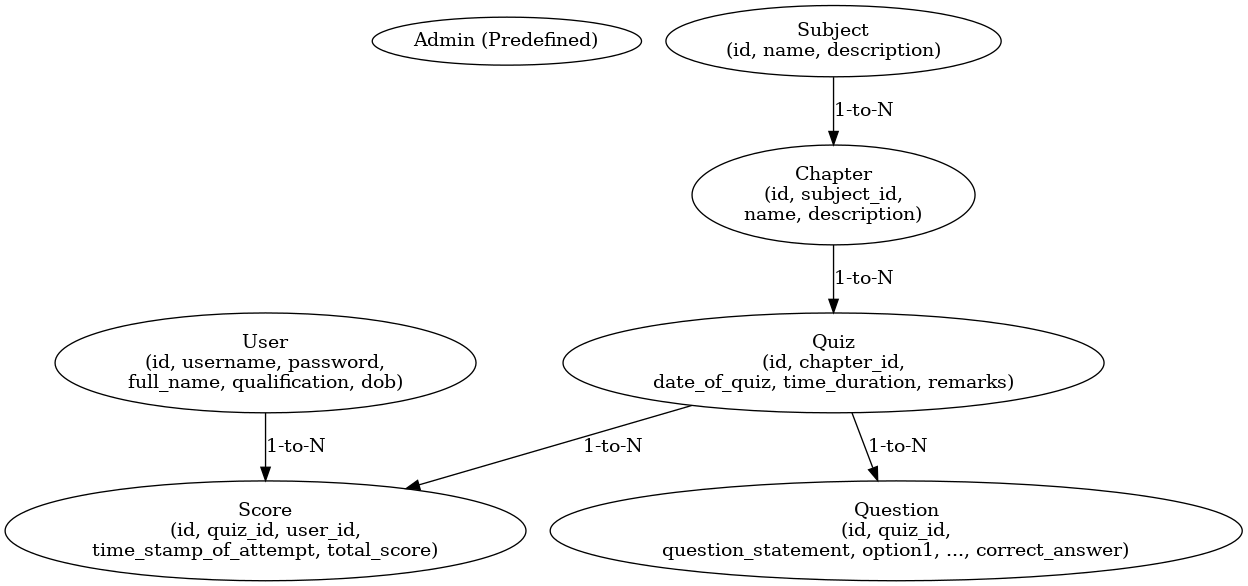 Admin (Predefined)
Subject
(id, name, description)
1-to-N
Chapter
(id, subject_id,
name, description)
1-to-N
User
(id, username, password,
full_name, qualification, dob)
Quiz
(id, chapter_id,
date_of_quiz, time_duration, remarks)
1-to-N
1-to-N
1-to-N
Score
(id, quiz_id, user_id,
time_stamp_of_attempt, total_score)
Question
(id, quiz_id,
question_statement, option1, ..., correct_answer)